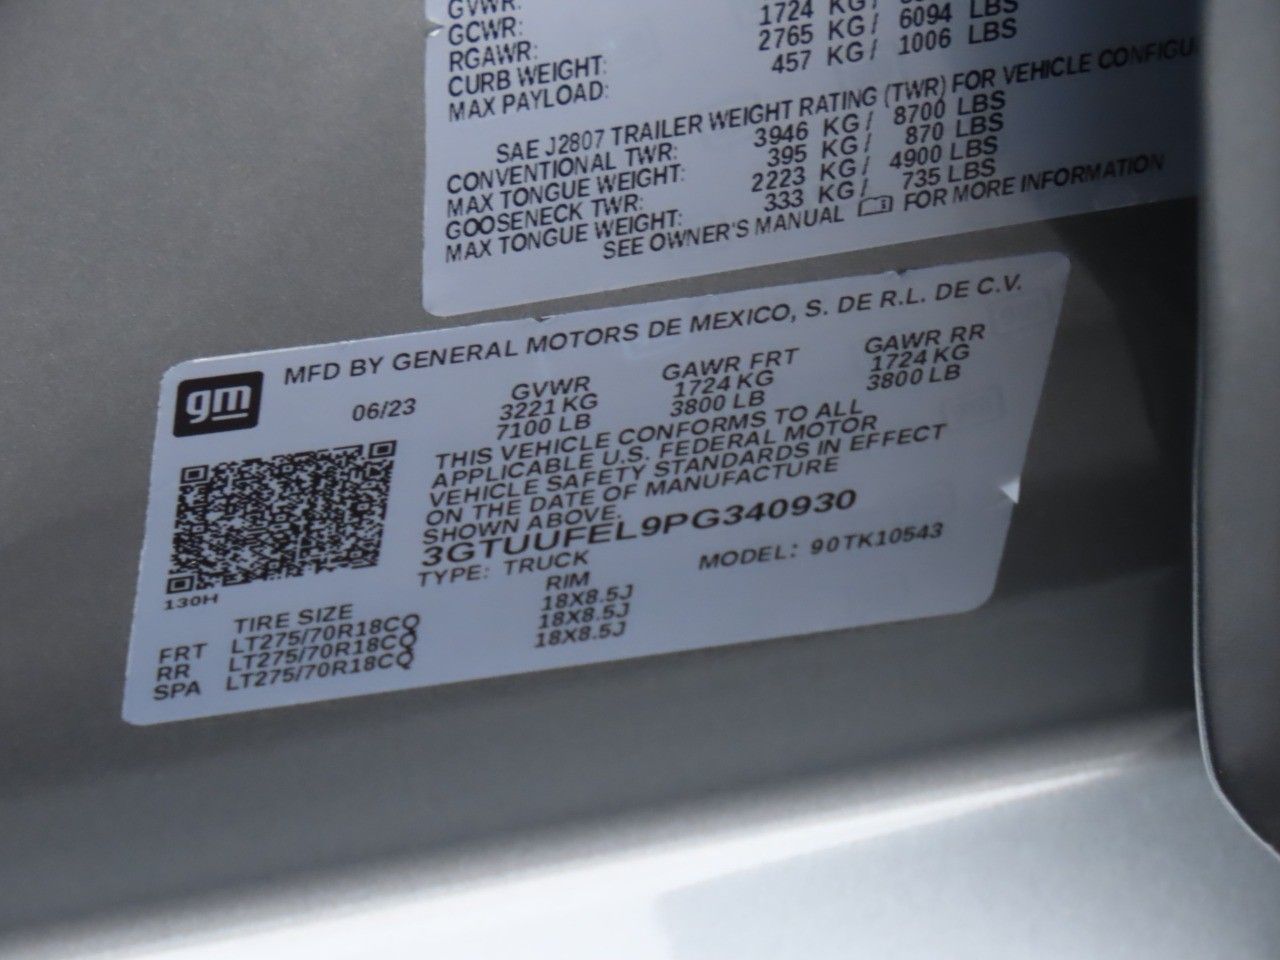 GVWR:
GCWR: 1724 KG/
RGAWR: 2765 KG/ 6094 LBS
CURB WEIGHT: 457 KG/ 1006 LBS
MAX PAYLOAD:
SAE J2807 TRAILER WEIGHT RATING (TWR) FOR VEHICLE CONFIGU
CONVENTIONAL TWR: 3946 KG/ 8700 LBS
MAX TONGUE WEIGHT: 395 KG/ 870 LBS
GOOSENECK TWR: 2223 KG/ 4900 LBS
MAX TONGUE WEIGHT: 333 KG/ 735 LBS
SEE OWNER'S MANUAL FOR MORE INFORMATION
gm
MFD BY GENERAL MOTORS DE MEXICO, S. DE R.L. DE C.V.
06/23 GVWR GAWR FRT GAWR RR
3221 KG 1724 KG 1724 KG
7100 LB 3800 LB 3800 LB
THIS VEHICLE CONFORMS TO ALL
APPLICABLE U.S. FEDERAL MOTOR
VEHICLE SAFETY STANDARDS IN EFFECT
ON THE DATE OF MANUFACTURE
SHOWN ABOVE.
3GTUUFEL9PG340930
TYPE: TRUCK MODEL: 90TK10543
130H
TIRE SIZE RIM
FRT LT275/70R18CQ 18X8.5J
RR LT275/70R18CQ 18X8.5J
SPA LT275/70R18CQ 18X8.5J